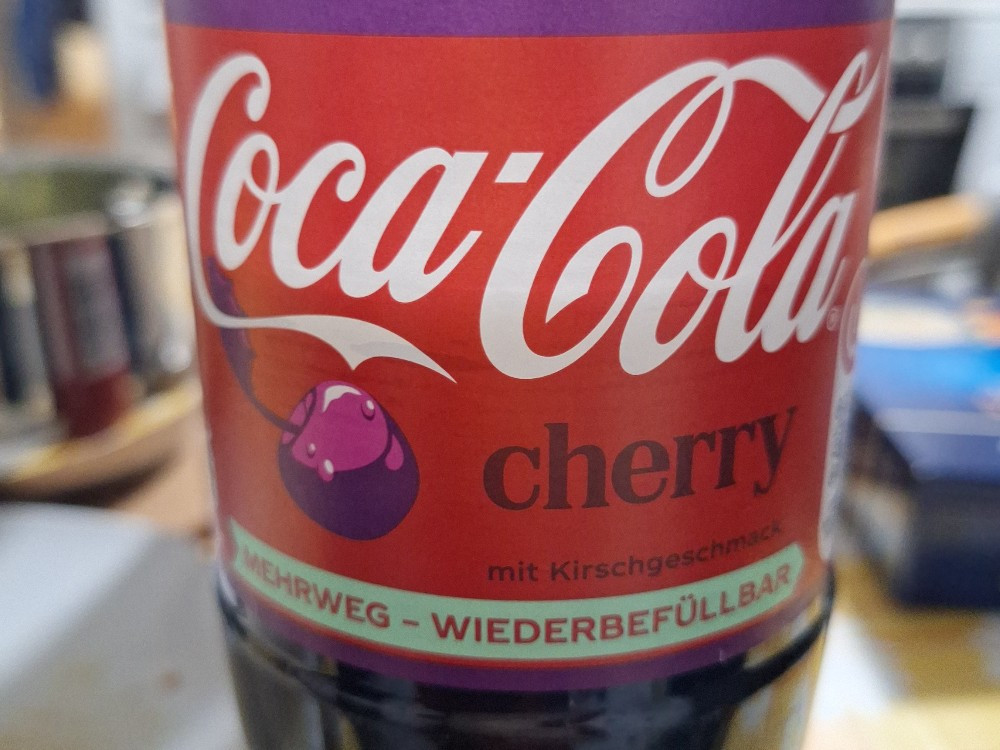 Coca-Cola
cherry
mit Kirschgeschmack
MEHRWEG – WIEDERBEFÜLLBAR